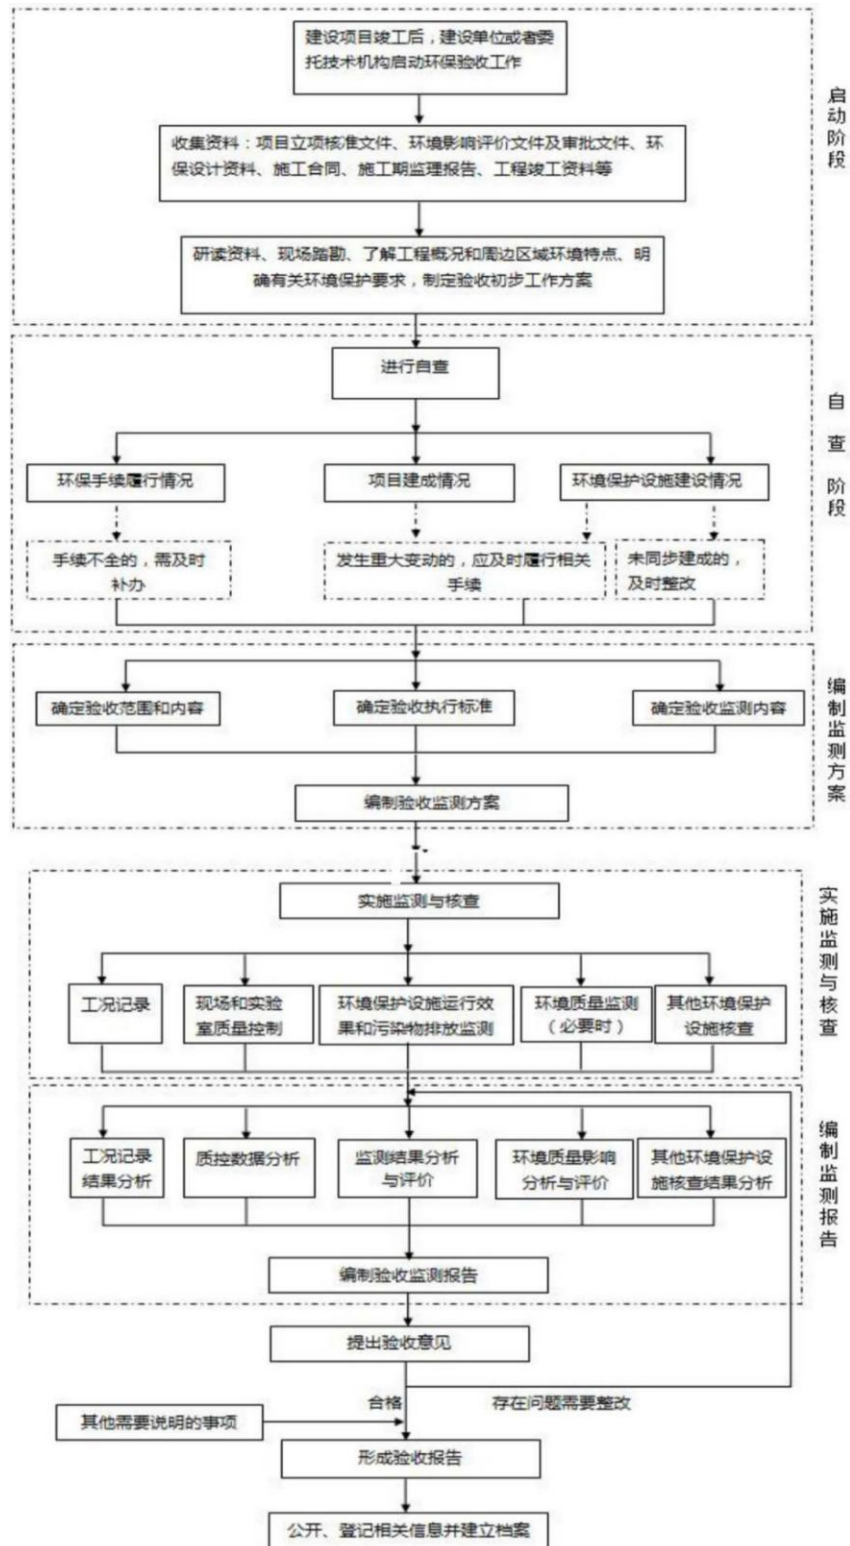 建设项目竣工后，建设单位或者委
托技术机构启动环保验收工作
收集资料：项目立项核准文件、环境影响评价文件及审批文件、环
保设计资料、施工合同、施工期监理报告、工程竣工资料等
研读资料、现场踏勘、了解工程概况和周边区域环境特点、明
确有关环境保护要求，制定验收初步工作方案
启动阶段
进行自查
环保手续履行情况
项目建成情况
环境保护设施建设情况
手续不全的，需及时
补办
发生重大变动的，应及时履行相关
手续
未同步建成的，
及时整改
自查阶段
确定验收范围和内容
确定验收执行标准
确定验收监测内容
编制验收监测方案
编制监测方案
实施监测与核查
工况记录
现场和实验
室质量控制
环境保护设施运行效
果和污染物排放监测
环境质量监测
（必要时）
其他环境保护
设施核查
实施监测与核查
工况记录
结果分析
质控数据分析
监测结果分析
与评价
环境质量影响
分析与评价
其他环境保护设
施核查结果分析
编制验收监测报告
编制监测报告
提出验收意见
合格
存在问题需要整改
其他需要说明的事项
形成验收报告
公开、登记相关信息并建立档案